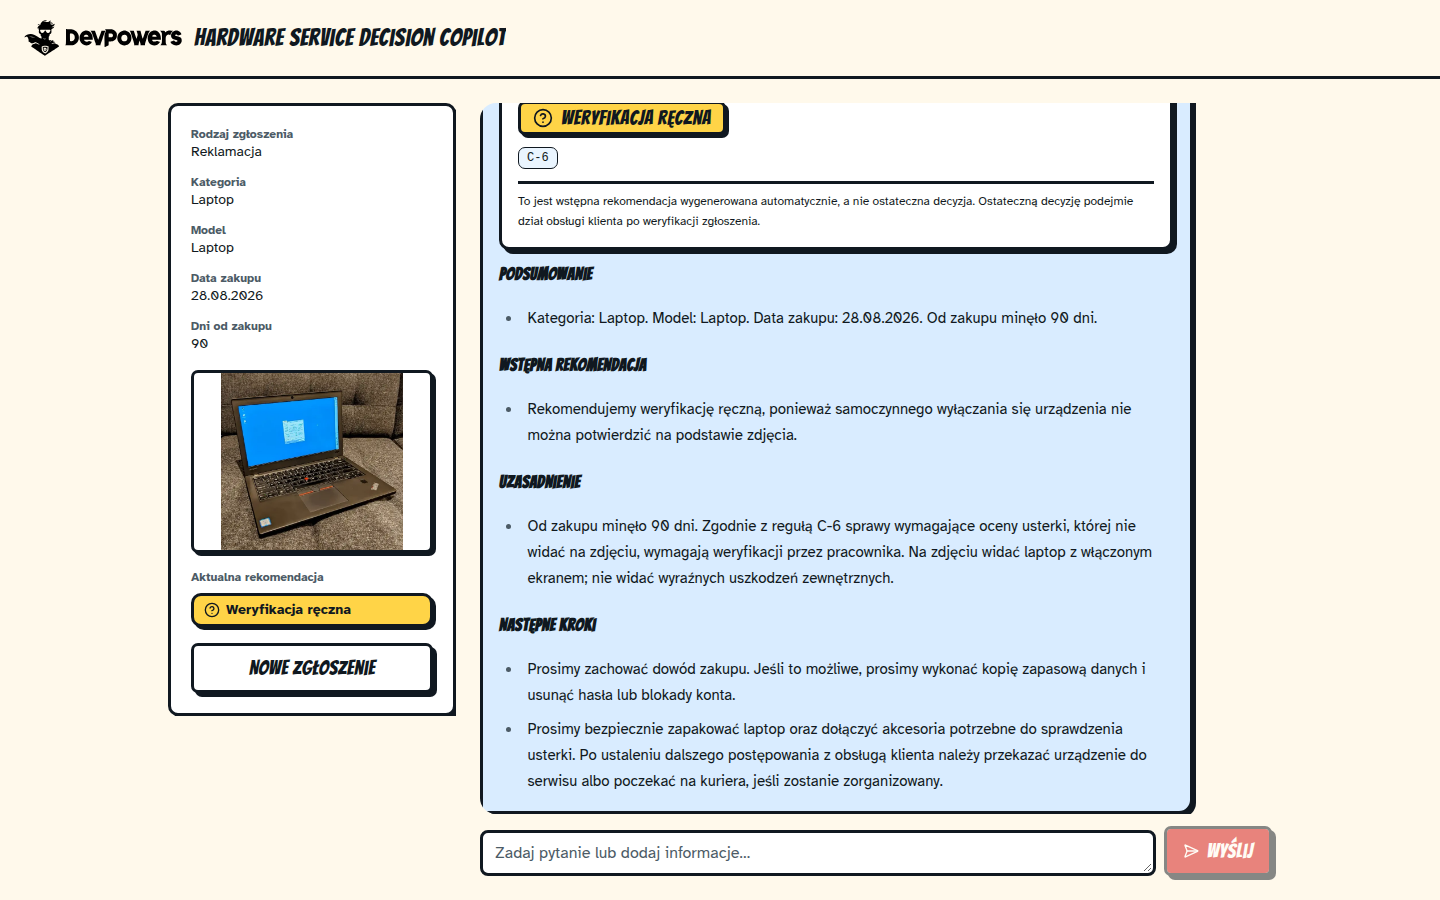 DevPowers HARDWARE SERVICE DECISION COPILOT
Rodzaj zgłoszenia
Reklamacja
Kategoria
Laptop
Model
Laptop
Data zakupu
28.08.2026
Dni od zakupu
90
Aktualna rekomendacja
Weryfikacja ręczna
NOWE ZGŁOSZENIE
WERYFIKACJA RĘCZNA
C-6
To jest wstępna rekomendacja wygenerowana automatycznie, a nie ostateczna decyzja. Ostateczną decyzję podejmie
dział obsługi klienta po weryfikacji zgłoszenia.
PODSUMOWANIE
Kategoria: Laptop. Model: Laptop. Data zakupu: 28.08.2026. Od zakupu minęło 90 dni.
WSTĘPNA REKOMENDACJA
Rekomendujemy weryfikację ręczną, ponieważ samoczynnego wyłączania się urządzenia nie
można potwierdzić na podstawie zdjęcia.
UZASADNIENIE
Od zakupu minęło 90 dni. Zgodnie z regułą C-6 sprawy wymagające oceny usterki, której nie
widać na zdjęciu, wymagają weryfikacji przez pracownika. Na zdjęciu widać laptop z włączonym
ekranem; nie widać wyraźnych uszkodzeń zewnętrznych.
NASTĘPNE KROKI
Prosimy zachować dowód zakupu. Jeśli to możliwe, prosimy wykonać kopię zapasową danych i
usunąć hasła lub blokady konta.
Prosimy bezpiecznie zapakować laptop oraz dołączyć akcesoria potrzebne do sprawdzenia
usterki. Po ustaleniu dalszego postępowania z obsługą klienta należy przekazać urządzenie do
serwisu albo poczekać na kuriera, jeśli zostanie zorganizowany.
Zadaj pytanie lub dodaj informacje...
WYŚLIJ